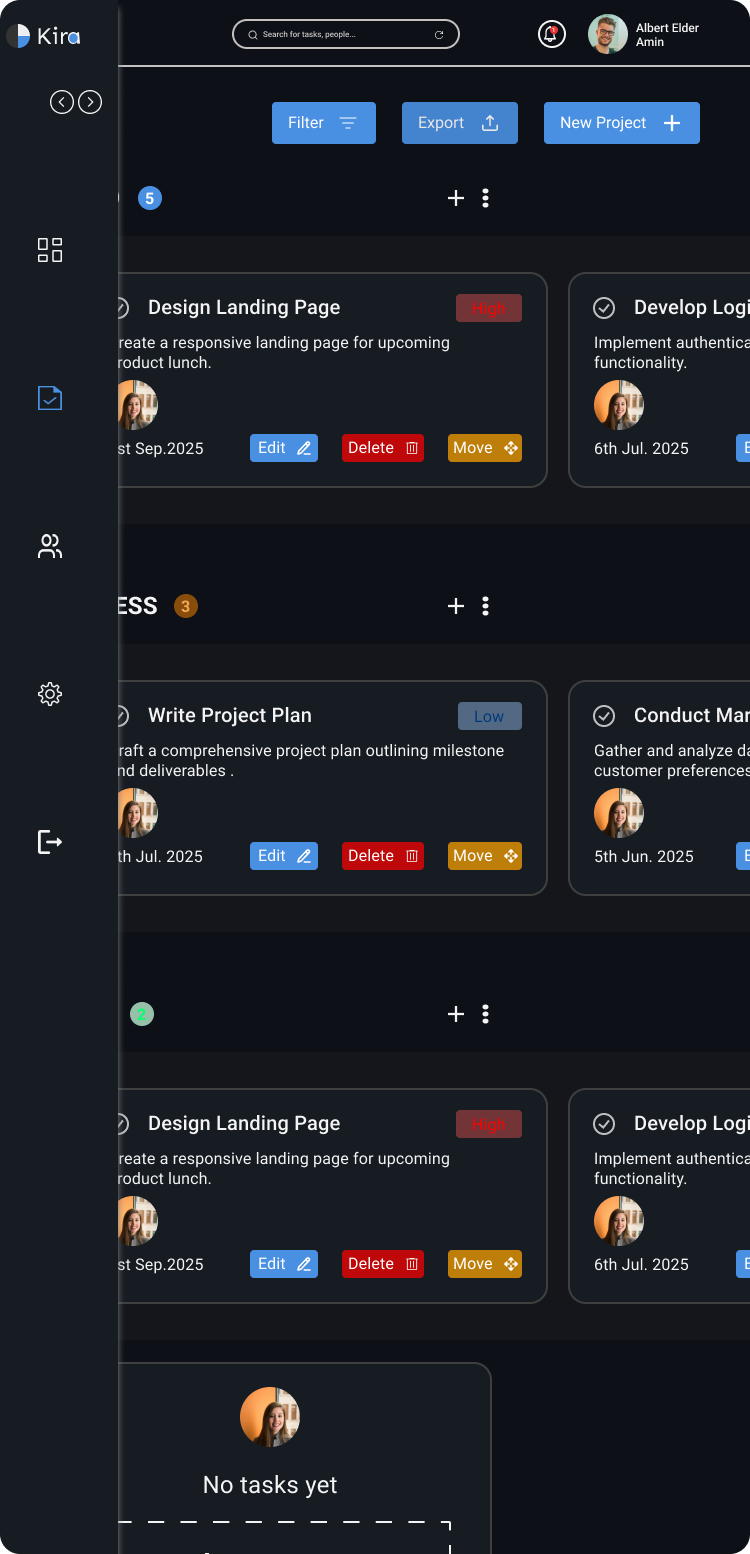 Kira
Search for tasks, people...
Albert Elder
Amin
Filter
Export
New Project
5
Design Landing Page
High
reate a responsive landing page for upcoming
roduct lunch.
st Sep.2025
Edit
Delete
Move
Develop Logi
Implement authentica
functionality.
6th Jul. 2025
E
ESS
3
Write Project Plan
Low
raft a comprehensive project plan outlining milestone
nd deliverables .
th Jul. 2025
Edit
Delete
Move
Conduct Mar
Gather and analyze da
customer preferences
5th Jun. 2025
E
2
Design Landing Page
High
reate a responsive landing page for upcoming
roduct lunch.
st Sep.2025
Edit
Delete
Move
Develop Logi
Implement authentica
functionality.
6th Jul. 2025
E
No tasks yet